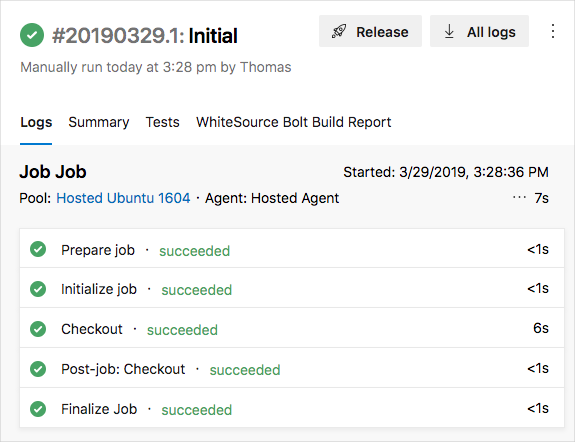 #20190329.1: Initial
Release
All logs
Manually run today at 3:28 pm by Thomas
Logs Summary Tests WhiteSource Bolt Build Report
Job Job
Started: 3/29/2019, 3:28:36 PM
Pool: Hosted Ubuntu 1604 · Agent: Hosted Agent
··· 7s
Prepare job · succeeded <1s
Initialize job · succeeded <1s
Checkout · succeeded 6s
Post-job: Checkout · succeeded <1s
Finalize Job · succeeded <1s